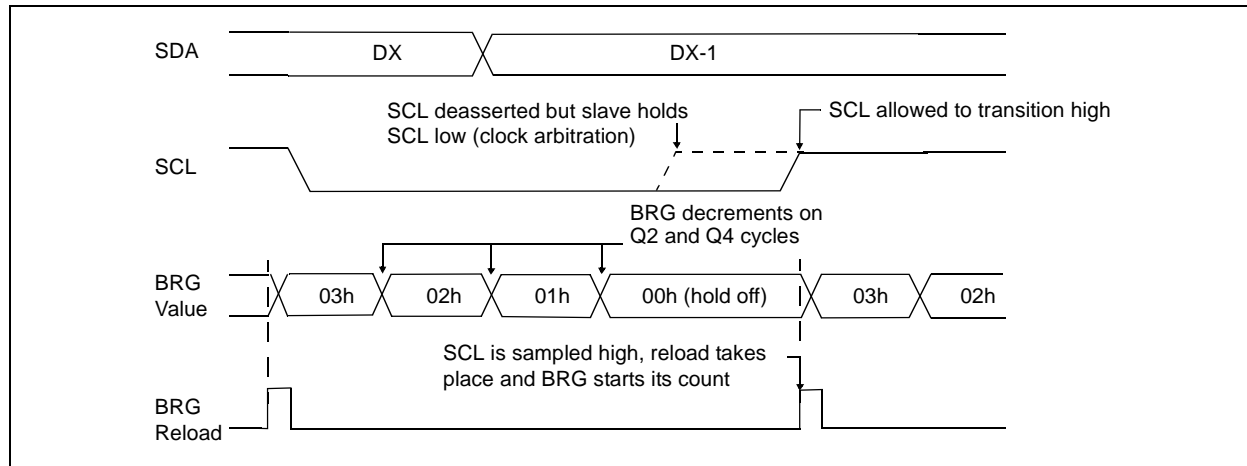 SDA
DX
DX-1
SCL deasserted but slave holds
SCL low (clock arbitration)
SCL allowed to transition high
SCL
BRG decrements on
Q2 and Q4 cycles
BRG
Value
03h
02h
01h
00h (hold off)
03h
02h
SCL is sampled high, reload takes
place and BRG starts its count
BRG
Reload